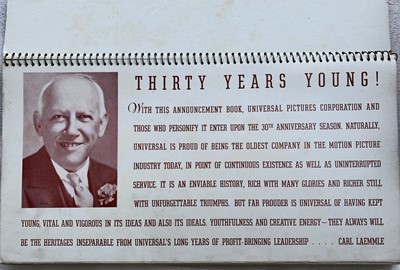 THIRTY YEARS YOUNG!
WITH THIS ANNOUNCEMENT BOOK, UNIVERSAL PICTURES CORPORATION AND
THOSE WHO PERSONIFY IT ENTER UPON THE 30TH ANNIVERSARY SEASON. NATURALLY,
UNIVERSAL IS PROUD OF BEING THE OLDEST COMPANY IN THE MOTION PICTURE
INDUSTRY TODAY, IN POINT OF CONTINUOUS EXISTENCE AS WELL AS UNINTERRUPTED
SERVICE. IT IS AN ENVIABLE HISTORY, RICH WITH MANY GLORIES AND RICHER STILL
WITH UNFORGETTABLE TRIUMPHS. BUT FAR PROUDER IS UNIVERSAL OF HAVING KEPT
YOUNG, VITAL AND VIGOROUS IN ITS IDEAS AND ALSO ITS IDEALS. YOUTHFULNESS AND CREATIVE ENERGY—THEY ALWAYS WILL
BE THE HERITAGES INSEPARABLE FROM UNIVERSAL'S LONG YEARS OF PROFIT-BRINGING LEADERSHIP . . . . CARL LAEMMLE